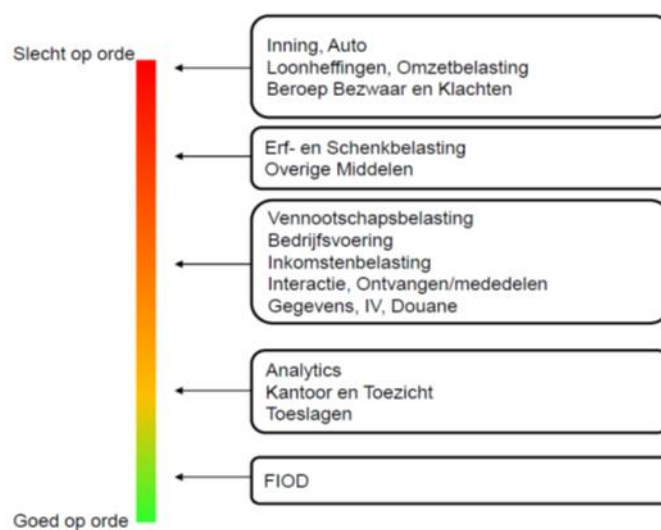 Slecht op orde
Inning, Auto
Loonheffingen, Omzetbelasting
Beroep Bezwaar en Klachten
Erf- en Schenkbelasting
Overige Middelen
Vennootschapsbelasting
Bedrijfsvoering
Inkomstenbelasting
Interactie, Ontvangen/mededelen
Gegevens, IV, Douane
Analytics
Kantoor en Toezicht
Toeslagen
FIOD
Goed op orde